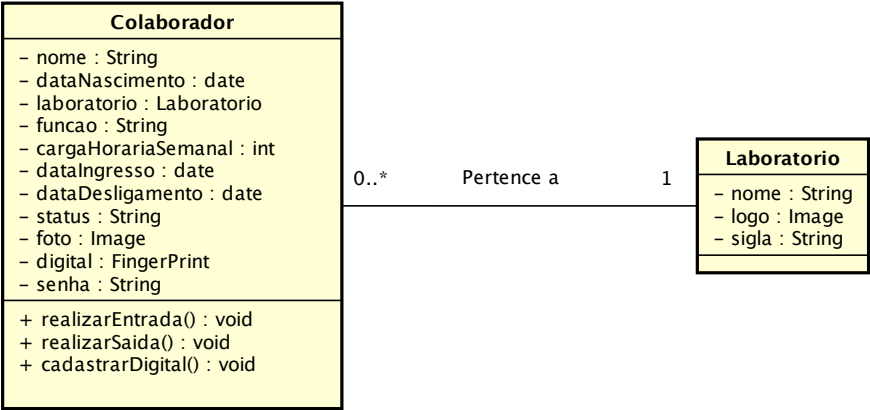 Colaborador
- nome : String
- dataNascimento : date
- laboratorio : Laboratorio
- funcao : String
- cargaHorariaSemanal : int
- dataIngresso : date
- dataDesligamento : date
- status : String
- foto : Image
- digital : FingerPrint
- senha : String
+ realizarEntrada() : void
+ realizarSaida() : void
+ cadastrarDigital() : void
0..* Pertence a 1
Laboratorio
- nome : String
- logo : Image
- sigla : String